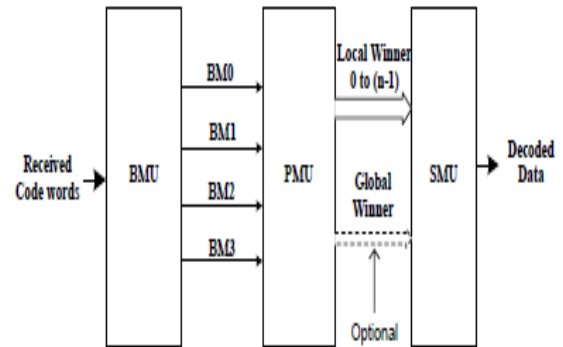 Received
Code words
BMU
BM0
BM1
BM2
BM3
PMU
Local Winner
0 to (n-1)
Global
Winner
Optional
SMU
Decoded
Data